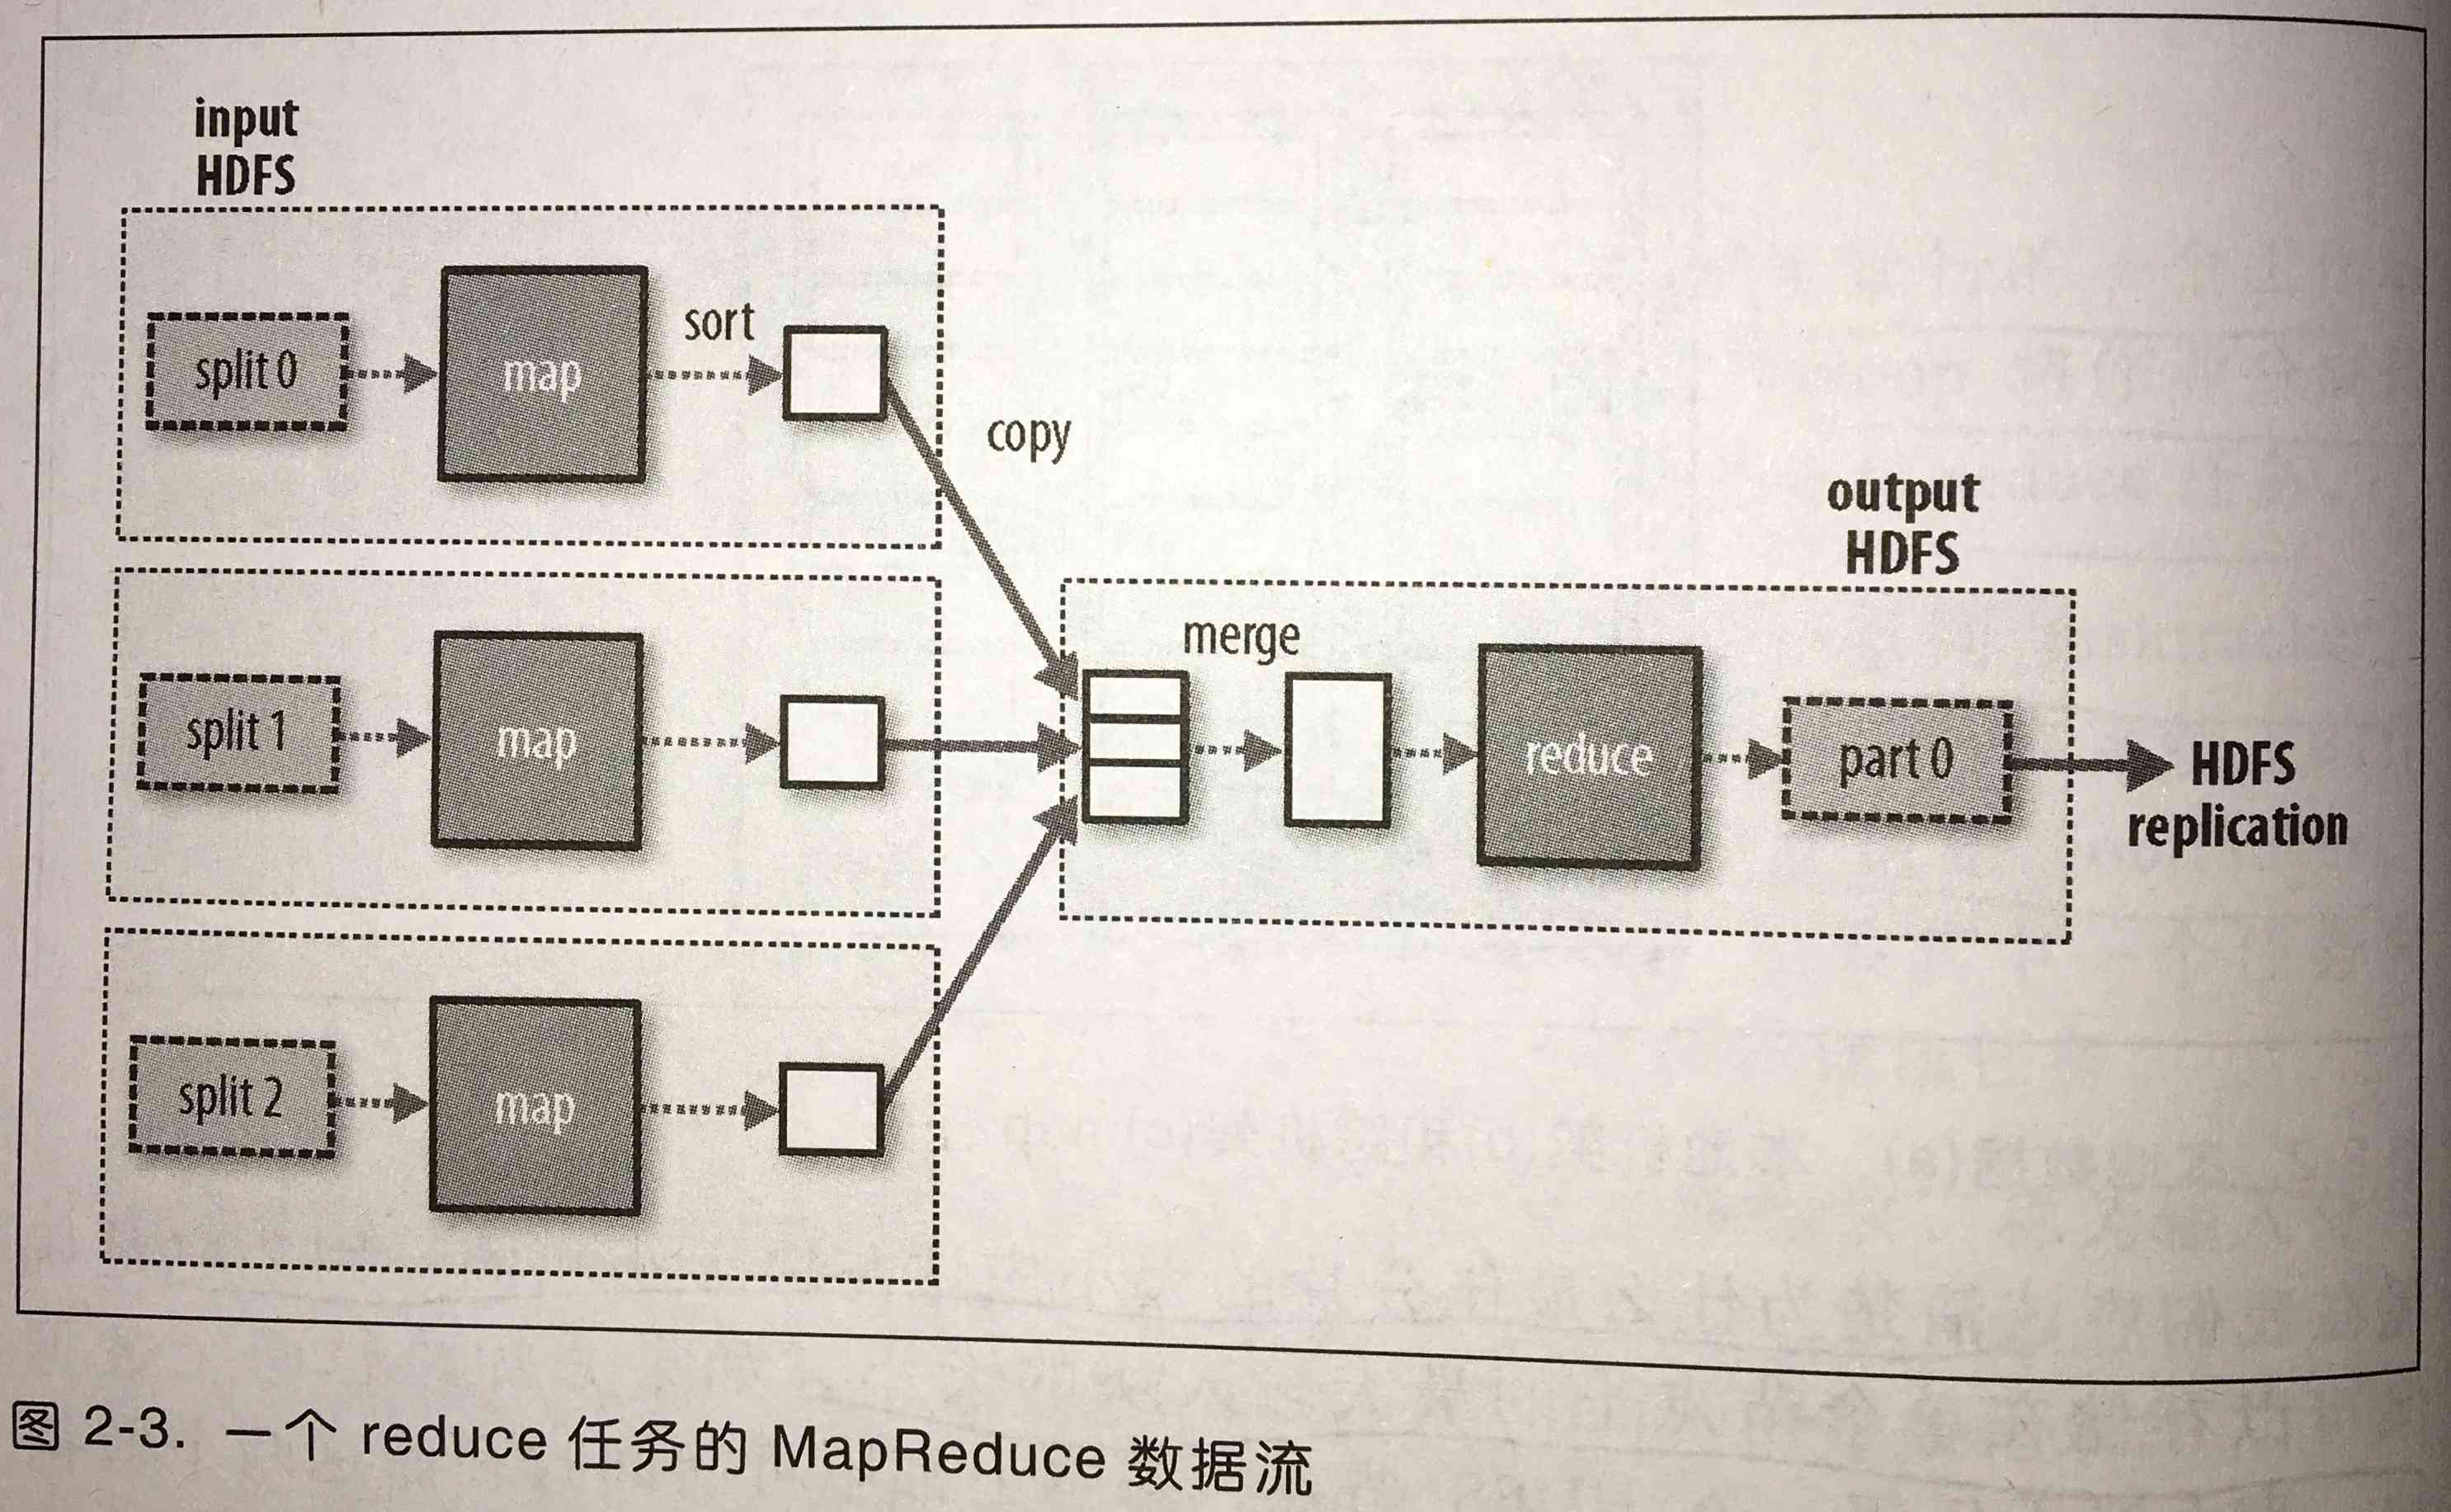 input
HDFS
split 0
map
sort
copy
split 1
map
split 2
map
merge
reduce
output
HDFS
part 0
HDFS
replication
图 2-3. 一个 reduce 任务的 MapReduce 数据流